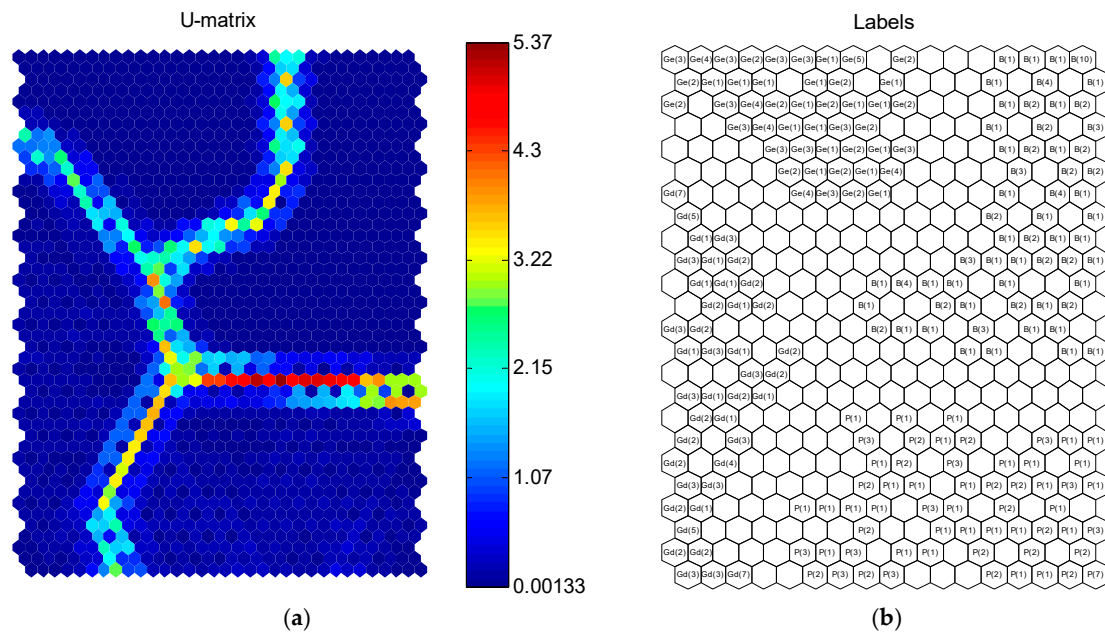 U-matrix
5.37
4.3
3.22
2.15
1.07
0.00133
(a)
Labels
Ge(3) Ge(4) Ge(3) Ge(2) Ge(3) Ge(3) Ge(1) Ge(5) Ge(2) B(1) B(1) B(1) B(10)
Ge(2) Ge(1) Ge(1) Ge(1) Ge(1) Ge(2) Ge(1) B(1) B(4) B(1)
Ge(2) Ge(3) Ge(4) Ge(2) Ge(1) Ge(2) Ge(1) Ge(1) Ge(2) B(1) B(2) B(1) B(2)
Ge(3) Ge(4) Ge(1) Ge(1) Ge(3) Ge(2) B(1) B(2) B(3)
Ge(3) Ge(3) Ge(1) Ge(1) Ge(1) Ge(3) B(1) B(2) B(1) B(1)
Ge(2) Ge(1) Ge(2) Ge(1) Ge(4) B(3) B(2) B(2)
Gd(7) Ge(4) Ge(3) Ge(2) Ge(1) B(1) B(4) B(1)
Gd(5) B(2) B(1) B(1)
Gd(1) Gd(3) B(1) B(2) B(1) B(1)
Gd(3) Gd(1) Gd(2) B(3) B(1) B(1) B(2) B(2) B(1)
Gd(1) Gd(1) Gd(2) B(1) B(4) B(1) B(1) B(1) B(1) B(1)
Gd(2) Gd(1) Gd(2) B(1) B(2) B(1) B(2) B(1) B(2)
Gd(3) Gd(2) B(2) B(1) B(1) B(3) B(1) B(1)
Gd(1) Gd(3) Gd(1) Gd(2) B(1) B(1) B(1) B(1)
Gd(3) Gd(2)
Gd(3) Gd(1) Gd(2) Gd(1)
Gd(2) Gd(1) P(1) P(1) P(1)
Gd(2) Gd(3) P(3) P(2) P(1) P(2) P(3) P(1) P(1)
Gd(2) Gd(4) P(1) P(2) P(3) P(1) P(1) P(1)
Gd(3) Gd(3) P(2) P(1) P(1) P(1) P(1) P(2) P(1) P(3) P(1)
Gd(2) Gd(1) P(1) P(1) P(1) P(1) P(3) P(1) P(2) P(1)
Gd(5) P(2) P(1) P(1) P(1) P(2) P(1) P(1) P(3)
Gd(2) Gd(2) P(3) P(1) P(3) P(1) P(1) P(2) P(2) P(2)
Gd(3) Gd(3) Gd(7) P(2) P(3) P(2) P(3) P(2) P(1) P(1) P(2) P(7)
(b)